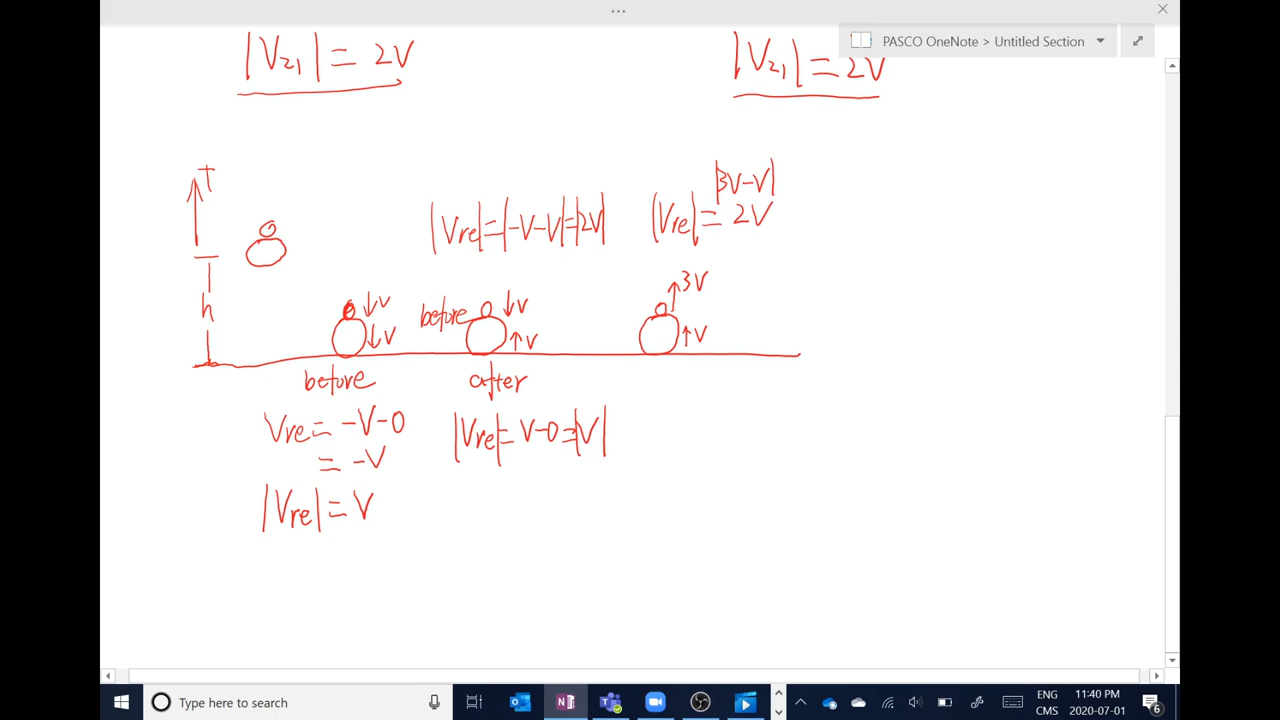 PASCO OneNote > Untitled Section
|V21| = 2V
|V21| = 2V
T
h
|Vre|=|-V-V|=|2V|
|3V-V|
|Vre| = 2V
↓V
↓V
before
↓V
↑V
↑3V
↑V
before
after
Vre = -V-0
= -V
|Vre| = V
|Vre|= V-0=|V|
Type here to search
ENG
CMS
11:40 PM
2020-07-01
6